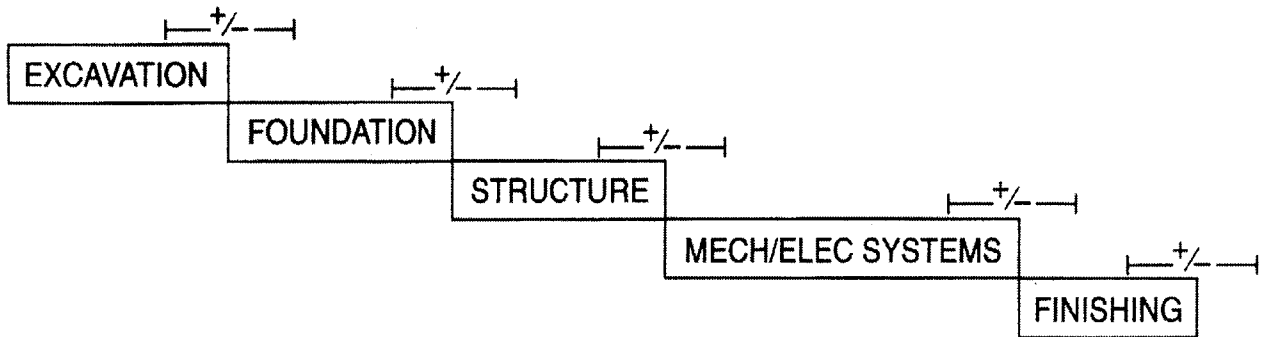 +/-
EXCAVATION
+/-
FOUNDATION
+/-
STRUCTURE
+/-
MECH/ELEC SYSTEMS
+/-
FINISHING